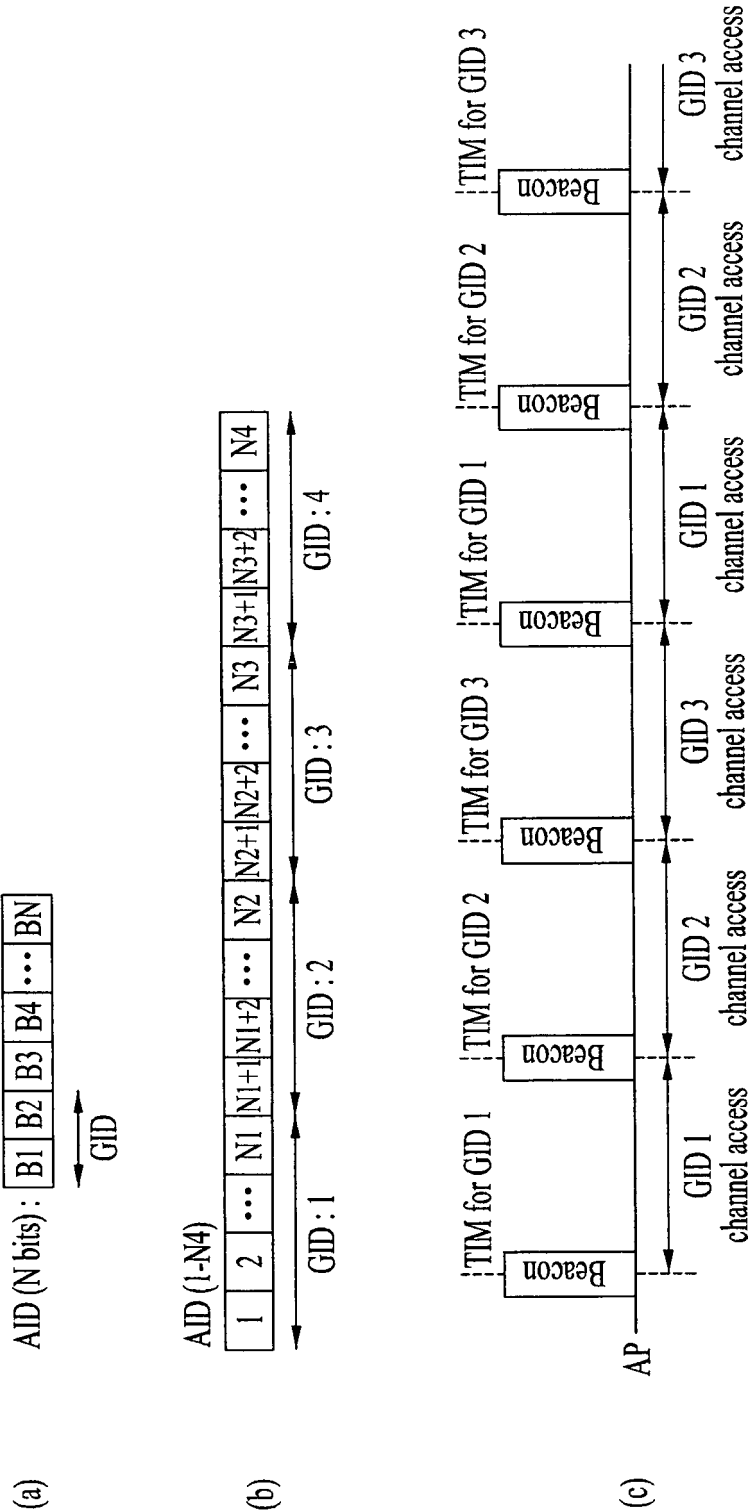 (a)
AID (N bits) : B1 B2 B3 B4 ••• BN
GID
(b)
AID (1-N4)
1 2 ••• N1 N1+1 N1+2 ••• N2 N2+1 N2+2 ••• N3 N3+1 N3+2 ••• N4
GID : 1 GID : 2 GID : 3 GID : 4
(c)
TIM for GID 1 TIM for GID 2 TIM for GID 3 TIM for GID 1 TIM for GID 2 TIM for GID 3
Beacon Beacon Beacon Beacon Beacon Beacon
AP
GID 1 GID 2 GID 3 GID 1 GID 2 GID 3
channel access channel access channel access channel access channel access channel access